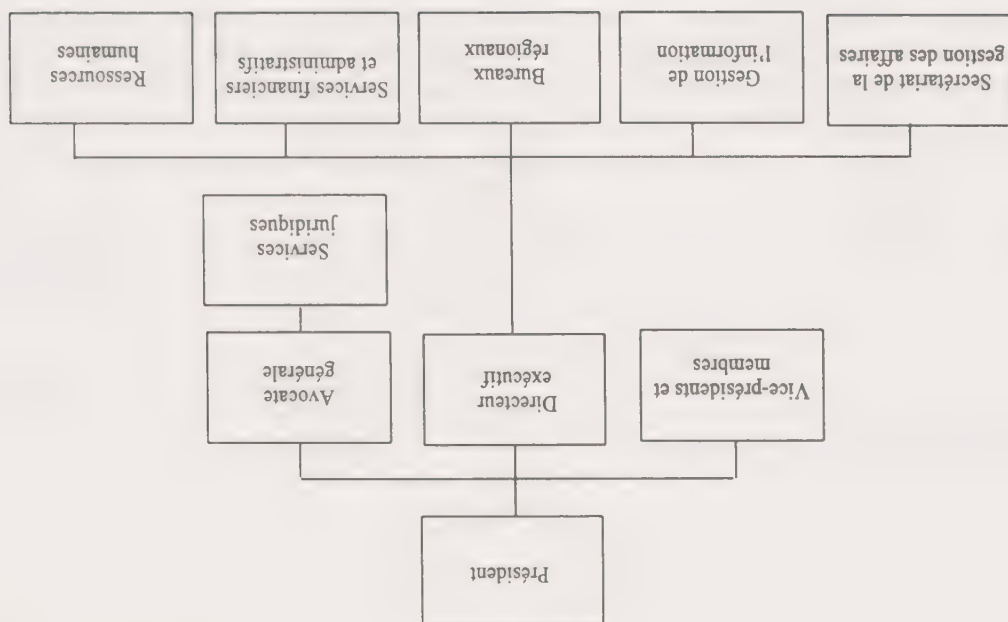 Président
Vice-présidents et
membres
Directeur
exécutif
Avocate
générale
Services
juridiques
Secrétariat de la
gestion des affaires
Gestion de
l'information
Bureaux
régionaux
Services financiers
et administratifs
Ressources
humaines